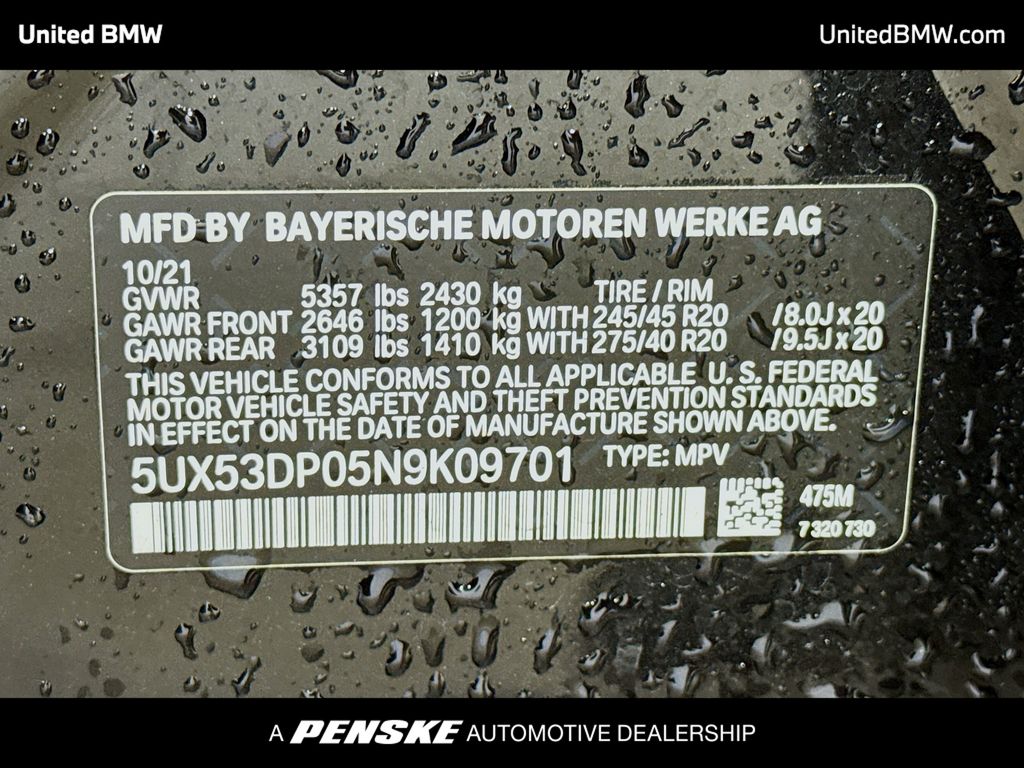 United BMW
UnitedBMW.com
MFD BY BAYERISCHE MOTOREN WERKE AG
10/21
GVWR 5357 lbs 2430 kg TIRE / RIM
GAWR FRONT 2646 lbs 1200 kg WITH 245/45 R20 /8.0J x 20
GAWR REAR 3109 lbs 1410 kg WITH 275/40 R20 /9.5J x 20
THIS VEHICLE CONFORMS TO ALL APPLICABLE U. S. FEDERAL
MOTOR VEHICLE SAFETY AND THEFT PREVENTION STANDARDS
IN EFFECT ON THE DATE OF MANUFACTURE SHOWN ABOVE.
5UX53DP05N9K09701 TYPE: MPV
475M
7 320 730
A PENSKE AUTOMOTIVE DEALERSHIP